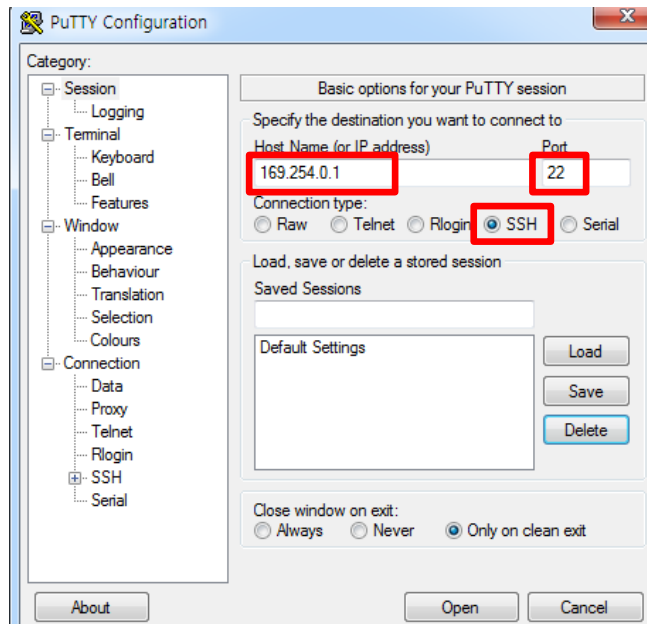 PuTTY Configuration
Category:
Session
Logging
Terminal
Keyboard
Bell
Features
Window
Appearance
Behaviour
Translation
Selection
Colours
Connection
Data
Proxy
Telnet
Rlogin
SSH
Serial
Basic options for your PuTTY session
Specify the destination you want to connect to
Host Name (or IP address) Port
169.254.0.1 22
Connection type:
Raw Telnet Rlogin SSH Serial
Load, save or delete a stored session
Saved Sessions
Default Settings
Load
Save
Delete
Close window on exit:
Always Never Only on clean exit
About Open Cancel